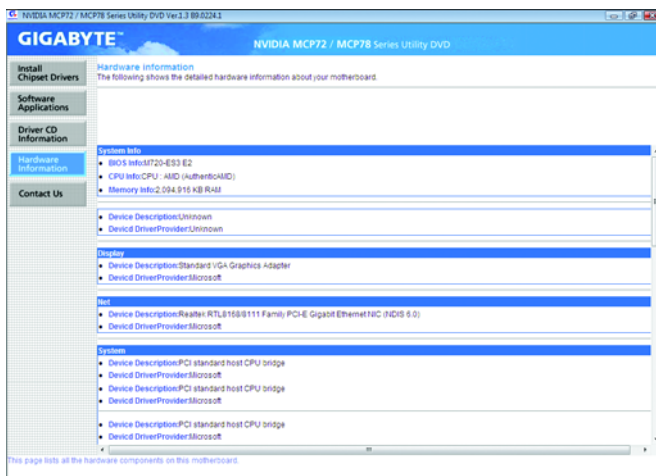 NVIDIA MCP72 / MCP78 Series Utility DVD Ver.1.3 B9.0224.1
GIGABYTE™
NVIDIA MCP72 / MCP78 Series Utility DVD
Install
Chipset Drivers
Software
Applications
Driver CD
Information
Hardware
Information
Contact Us
Hardware Information
The following shows the detailed hardware information about your motherboard.
System Info
• BIOS Info:M720-ES3 E2
• CPU Info:CPU : AMD (AuthenticAMD)
• Memory Info:2,094,916 KB RAM
• Device Description:Unknown
• Devicd DriverProvider:Unknown
Display
• Device Description:Standard VGA Graphics Adapter
• Devicd DriverProvider:Microsoft
Net
• Device Description:Realtek RTL8168/8111 Family PCI-E Gigabit Ethernet NIC (NDIS 6.0)
• Devicd DriverProvider:Microsoft
System
• Device Description:PCI standard host CPU bridge
• Devicd DriverProvider:Microsoft
• Device Description:PCI standard host CPU bridge
• Devicd DriverProvider:Microsoft
• Device Description:PCI standard host CPU bridge
• Devicd DriverProvider:Microsoft
This page lists all the hardware components on this motherboard.